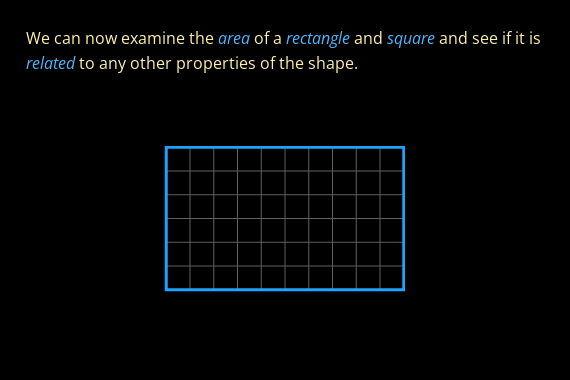 We can now examine the area of a rectangle and square and see if it is
related to any other properties of the shape.